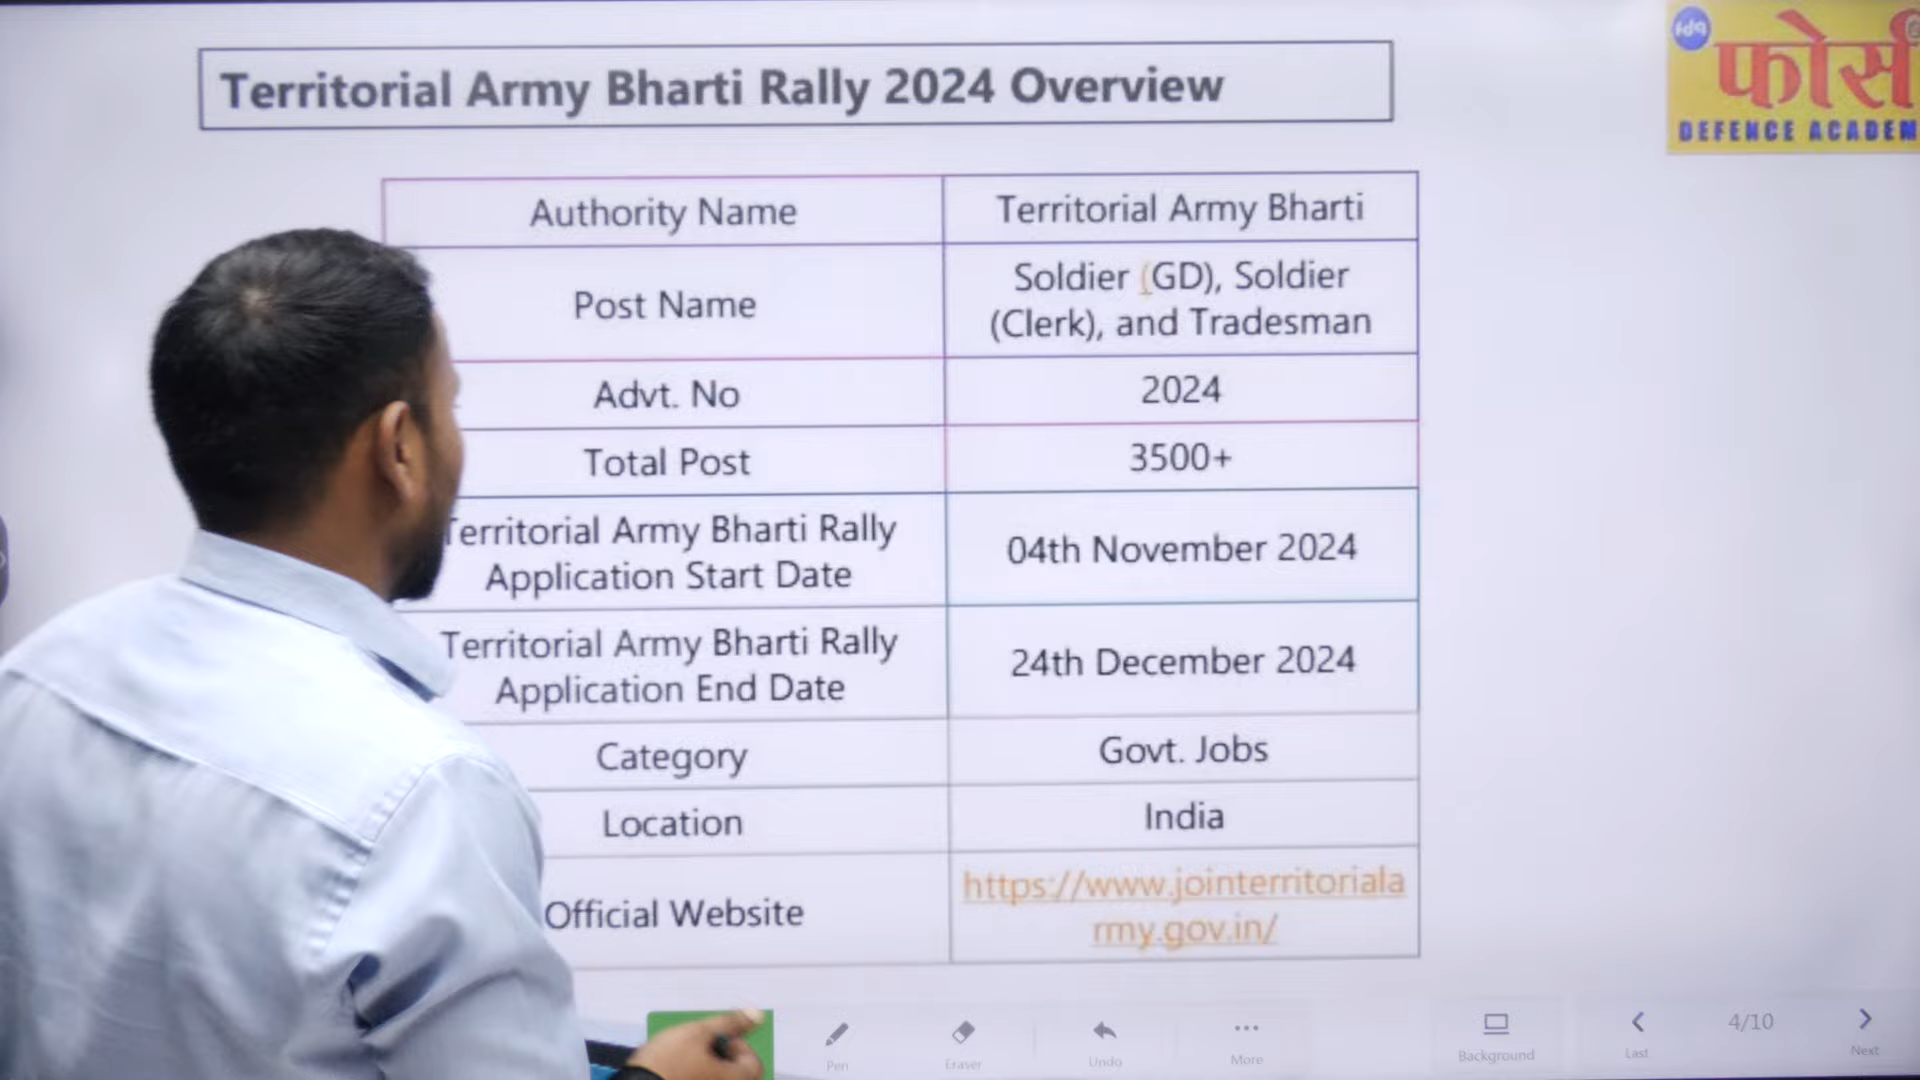 Territorial Army Bharti Rally 2024 Overview
fdg
फोर्स
DEFENCE ACADEM
Authority Name
Territorial Army Bharti
Post Name
Soldier (GD), Soldier
(Clerk), and Tradesman
Advt. No
2024
Total Post
3500+
Territorial Army Bharti Rally
Application Start Date
04th November 2024
Territorial Army Bharti Rally
Application End Date
24th December 2024
Category
Govt. Jobs
Location
India
Official Website
https://www.jointerritoriala
rmy.gov.in/
Pen
Eraser
Undo
More
Background
Last
4/10
Next